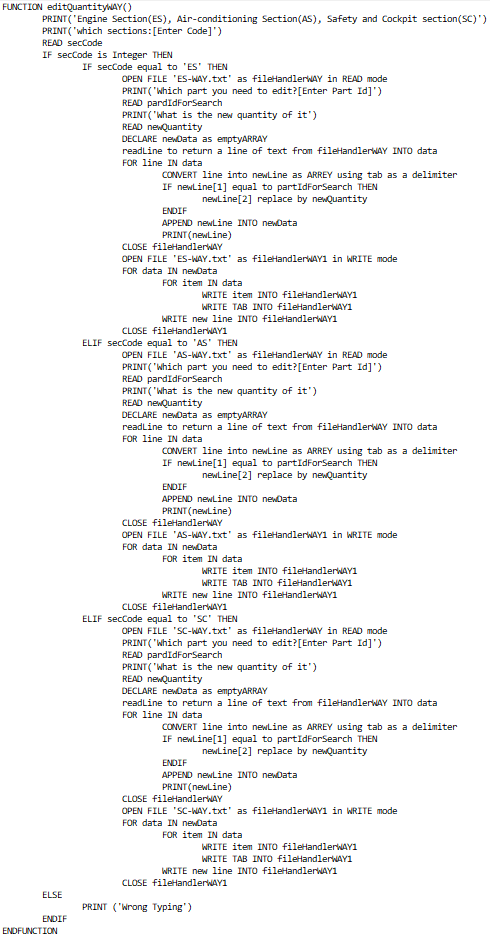 FUNCTION editQuantityWAY()
PRINT('Engine Section(ES), Air-conditioning Section(AS), Safety and Cockpit section(SC)')
PRINT('which sections:[Enter Code]')
READ secCode
IF secCode is Integer THEN
IF secCode equal to 'ES' THEN
OPEN FILE 'ES-WAY.txt' as fileHandlerWAY in READ mode
PRINT('Which part you need to edit?[Enter Part Id]')
READ pardIdForSearch
PRINT('What is the new quantity of it')
READ newQuantity
DECLARE newData as emptyARRAY
readLine to return a line of text from fileHandlerWAY INTO data
FOR line IN data
CONVERT line into newLine as ARREY using tab as a delimiter
IF newLine[1] equal to partIdForSearch THEN
newLine[2] replace by newQuantity
ENDIF
APPEND newLine INTO newData
PRINT(newLine)
CLOSE fileHandlerWAY
OPEN FILE 'ES-WAY.txt' as fileHandlerWAY1 in WRITE mode
FOR data IN newData
FOR item IN data
WRITE item INTO fileHandlerWAY1
WRITE TAB INTO fileHandlerWAY1
WRITE new line INTO fileHandlerWAY1
CLOSE fileHandlerWAY1
ELIF secCode equal to 'AS' THEN
OPEN FILE 'AS-WAY.txt' as fileHandlerWAY in READ mode
PRINT('Which part you need to edit?[Enter Part Id]')
READ pardIdForSearch
PRINT('What is the new quantity of it')
READ newQuantity
DECLARE newData as emptyARRAY
readLine to return a line of text from fileHandlerWAY INTO data
FOR line IN data
CONVERT line into newLine as ARREY using tab as a delimiter
IF newLine[1] equal to partIdForSearch THEN
newLine[2] replace by newQuantity
ENDIF
APPEND newLine INTO newData
PRINT(newLine)
CLOSE fileHandlerWAY
OPEN FILE 'AS-WAY.txt' as fileHandlerWAY1 in WRITE mode
FOR data IN newData
FOR item IN data
WRITE item INTO fileHandlerWAY1
WRITE TAB INTO fileHandlerWAY1
WRITE new line INTO fileHandlerWAY1
CLOSE fileHandlerWAY1
ELIF secCode equal to 'SC' THEN
OPEN FILE 'SC-WAY.txt' as fileHandlerWAY in READ mode
PRINT('Which part you need to edit?[Enter Part Id]')
READ pardIdForSearch
PRINT('What is the new quantity of it')
READ newQuantity
DECLARE newData as emptyARRAY
readLine to return a line of text from fileHandlerWAY INTO data
FOR line IN data
CONVERT line into newLine as ARREY using tab as a delimiter
IF newLine[1] equal to partIdForSearch THEN
newLine[2] replace by newQuantity
ENDIF
APPEND newLine INTO newData
PRINT(newLine)
CLOSE fileHandlerWAY
OPEN FILE 'SC-WAY.txt' as fileHandlerWAY1 in WRITE mode
FOR data IN newData
FOR item IN data
WRITE item INTO fileHandlerWAY1
WRITE TAB INTO fileHandlerWAY1
WRITE new line INTO fileHandlerWAY1
CLOSE fileHandlerWAY1
ELSE
PRINT ('Wrong Typing')
ENDIF
ENDFUNCTION